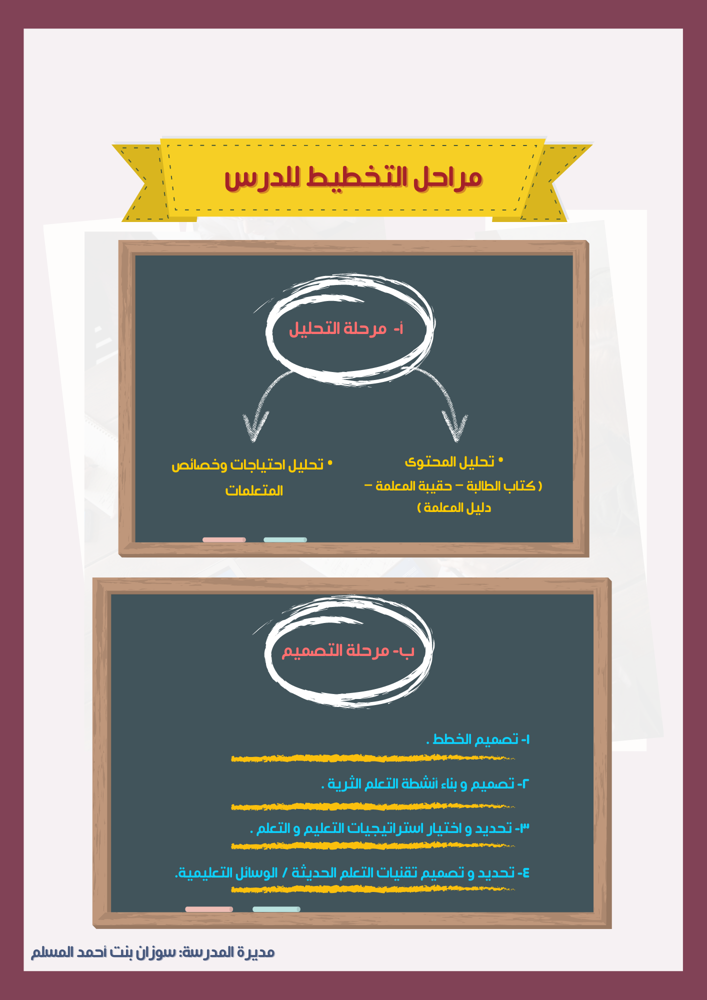 مراحل التخطيط للدرس
أ- مرحلة التحليل
• تحليل المحتوى
( كتاب الطالبة – حقيبة المعلمة –
دليل المعلمة )
• تحليل احتياجات وخصائص
المتعلمات
ب- مرحلة التصميم
١- تصميم الخطط .
٢- تصميم و بناء أنشطة التعلم الثرية .
٣- تحديد و اختيار استراتيجيات التعليم و التعلم .
٤- تحديد و تصميم تقنيات التعلم الحديثة / الوسائل التعليمية.
مديرة المدرسة: سوزان بنت أحمد المسلم